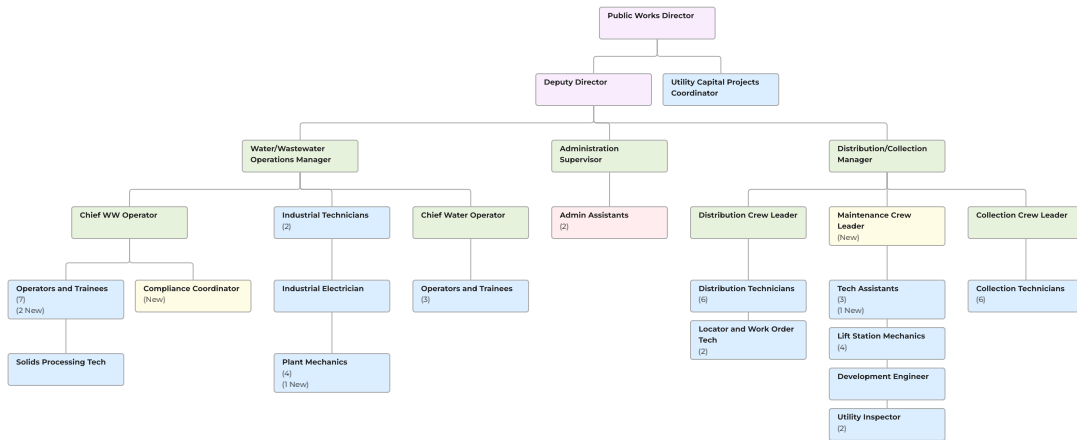 Public Works Director
Deputy Director
Utility Capital Projects
Coordinator
Water/Wastewater
Operations Manager
Administration
Supervisor
Distribution/Collection
Manager
Chief WW Operator
Industrial Technicians
(2)
Chief Water Operator
Admin Assistants
(2)
Distribution Crew Leader
Maintenance Crew
Leader
(New)
Collection Crew Leader
Operators and Trainees
(7)
(2 New)
Compliance Coordinator
(New)
Industrial Electrician
Operators and Trainees
(3)
Distribution Technicians
(6)
Tech Assistants
(3)
(1 New)
Collection Technicians
(6)
Locator and Work Order
Tech
(2)
Lift Station Mechanics
(4)
Solids Processing Tech
Plant Mechanics
(4)
(1 New)
Development Engineer
Utility Inspector
(2)